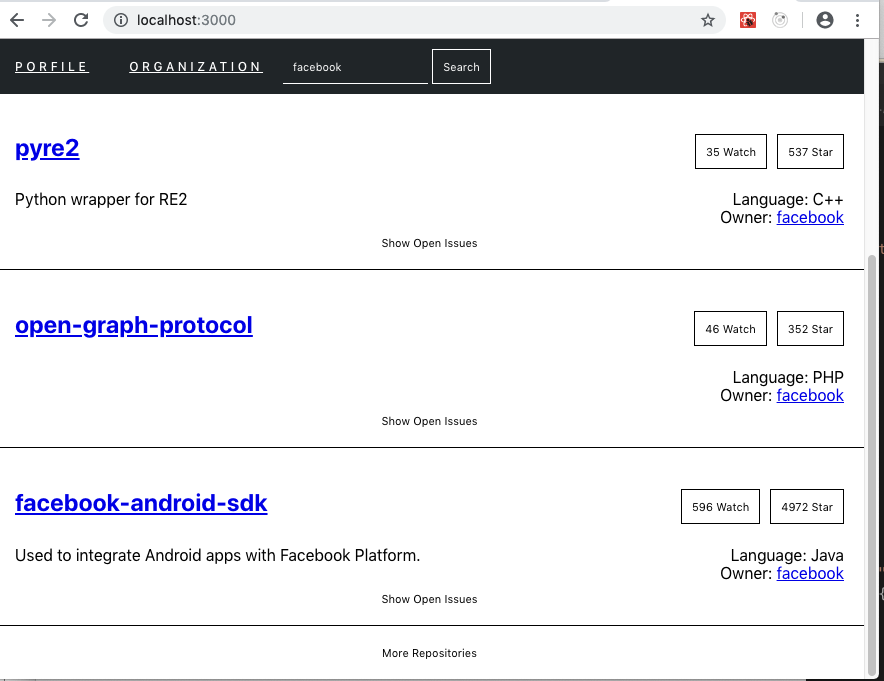 localhost:3000
PORFILE ORGANIZATION facebook Search
pyre2 35 Watch 537 Star
Python wrapper for RE2 Language: C++
Owner: facebook
Show Open Issues
open-graph-protocol 46 Watch 352 Star
Language: PHP
Owner: facebook
Show Open Issues
facebook-android-sdk 596 Watch 4972 Star
Used to integrate Android apps with Facebook Platform. Language: Java
Owner: facebook
Show Open Issues
More Repositories